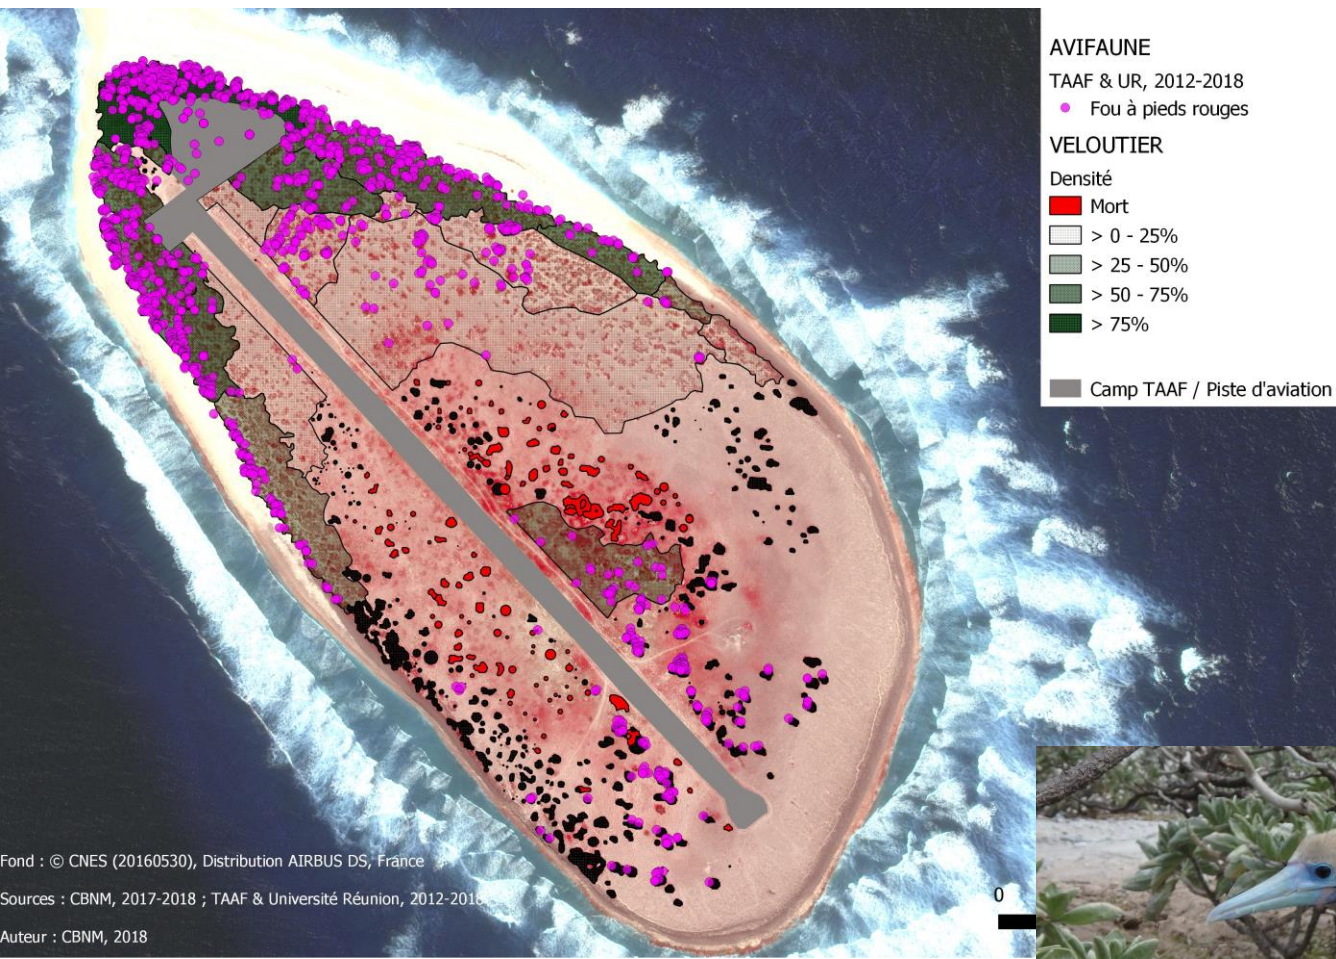 AVIFAUNE
TAAF & UR, 2012-2018
Fou à pieds rouges
VELOUTIER
Densité
Mort
> 0 - 25%
> 25 - 50%
> 50 - 75%
> 75%
Camp TAAF / Piste d'aviation
Fond : © CNES (20160530), Distribution AIRBUS DS, France
Sources : CBNM, 2017-2018 ; TAAF & Université Réunion, 2012-2018
Auteur : CBNM, 2018
0